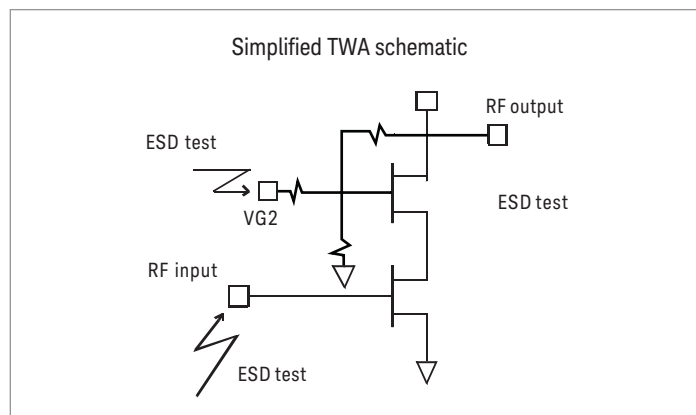 Simplified TWA schematic
RF output
ESD test
VG2
ESD test
RF input
ESD test